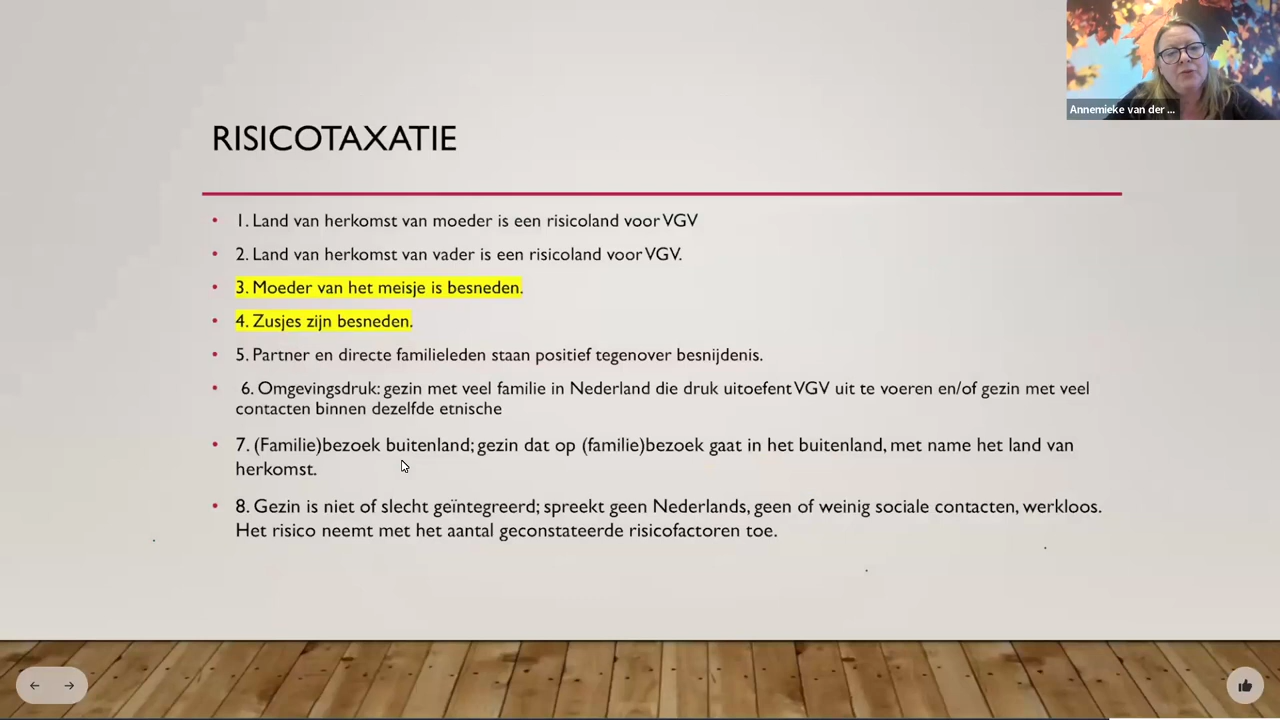 Annemieke van der ...
RISICOTAXATIE
• 1. Land van herkomst van moeder is een risicoland voor VGV
• 2. Land van herkomst van vader is een risicoland voor VGV.
• 3. Moeder van het meisje is besneden.
• 4. Zusjes zijn besneden.
• 5. Partner en directe familieleden staan positief tegenover besnijdenis.
• 6. Omgevingsdruk: gezin met veel familie in Nederland die druk uitoefent VGV uit te voeren en/of gezin met veel
contacten binnen dezelfde etnische
• 7. (Familie)bezoek buitenland; gezin dat op (familie)bezoek gaat in het buitenland, met name het land van
herkomst.
• 8. Gezin is niet of slecht geïntegreerd; spreekt geen Nederlands, geen of weinig sociale contacten, werkloos.
Het risico neemt met het aantal geconstateerde risicofactoren toe.